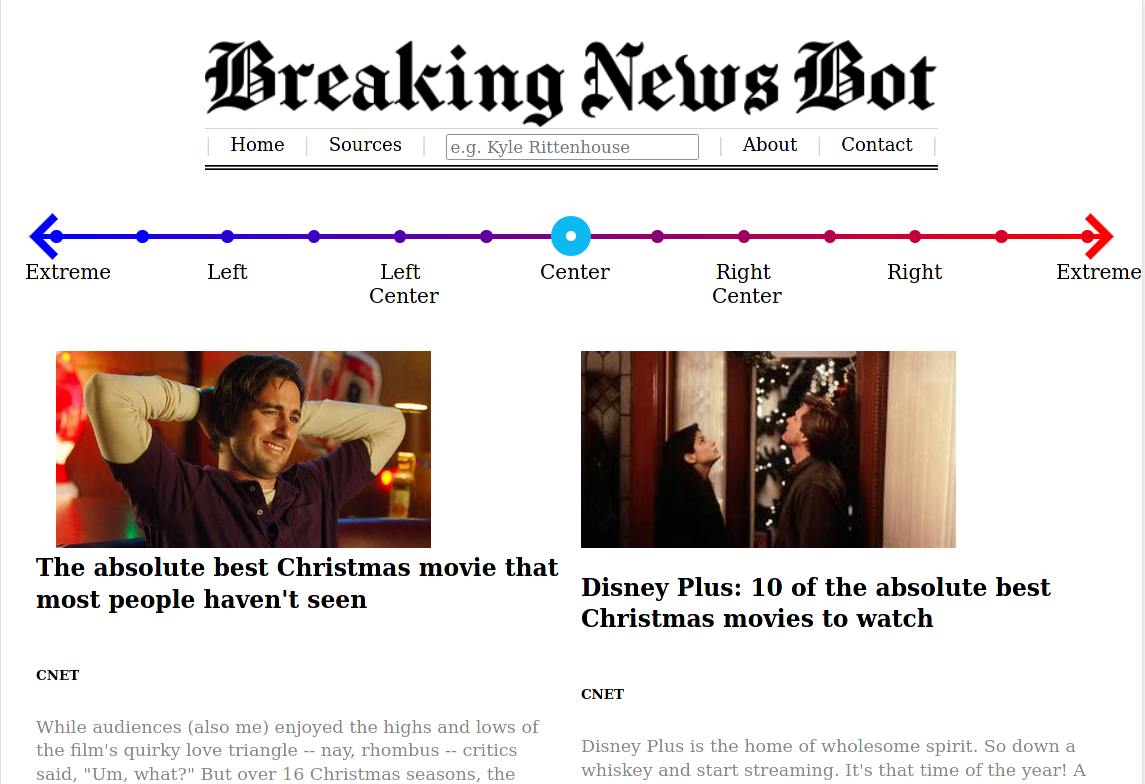 Breaking News Bot
| Home | Sources | e.g. Kyle Rittenhouse | About | Contact |
Extreme Left Left Center Right Right Extreme
Center Center
The absolute best Christmas movie that
most people haven't seen
CNET
While audiences (also me) enjoyed the highs and lows of
the film's quirky love triangle -- nay, rhombus -- critics
said, "Um, what?" But over 16 Christmas seasons, the
Disney Plus: 10 of the absolute best
Christmas movies to watch
CNET
Disney Plus is the home of wholesome spirit. So down a
whiskey and start streaming. It's that time of the year! A